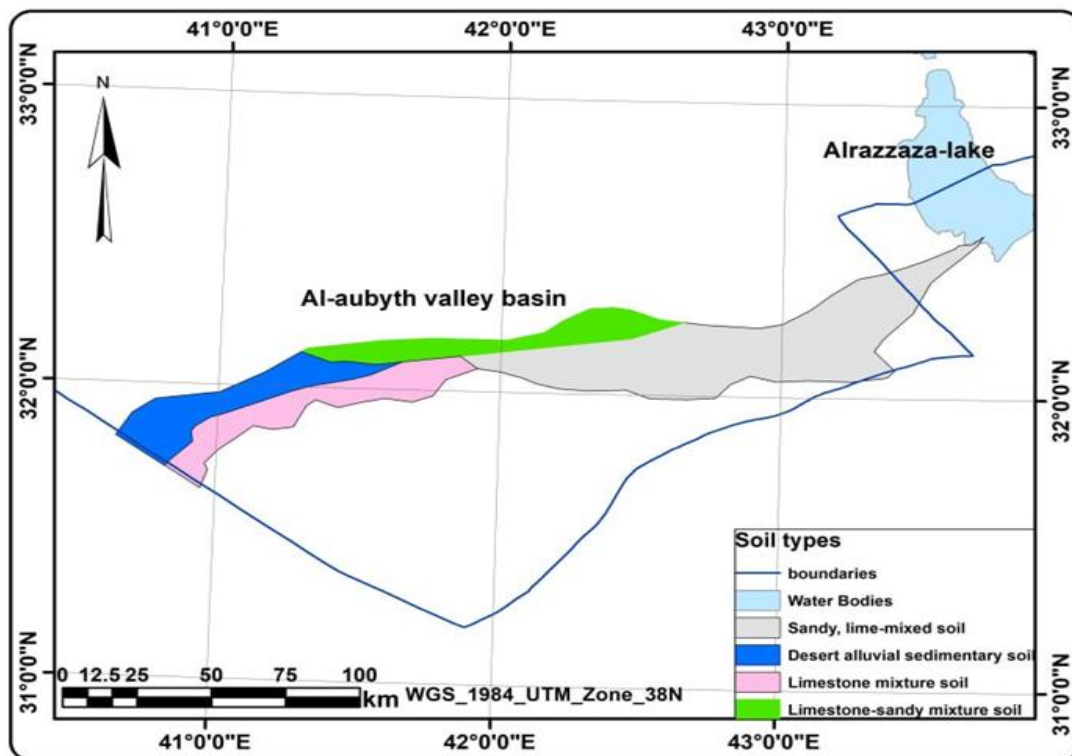 41°0'0"E 42°0'0"E 43°0'0"E
33°0'0"N
33°0'0"N
N
Alrazzaza-lake
Al-aubyth valley basin
32°0'0"N
32°0'0"N
Soil types
boundaries
Water Bodies
Sandy, lime-mixed soil
Desert alluvial sedimentary soil
Limestone mixture soil
Limestone-sandy mixture soil
0 12.5 25 50 75 100
km
WGS_1984_UTM_Zone_38N
31°0'0"N
31°0'0"N
41°0'0"E 42°0'0"E 43°0'0"E